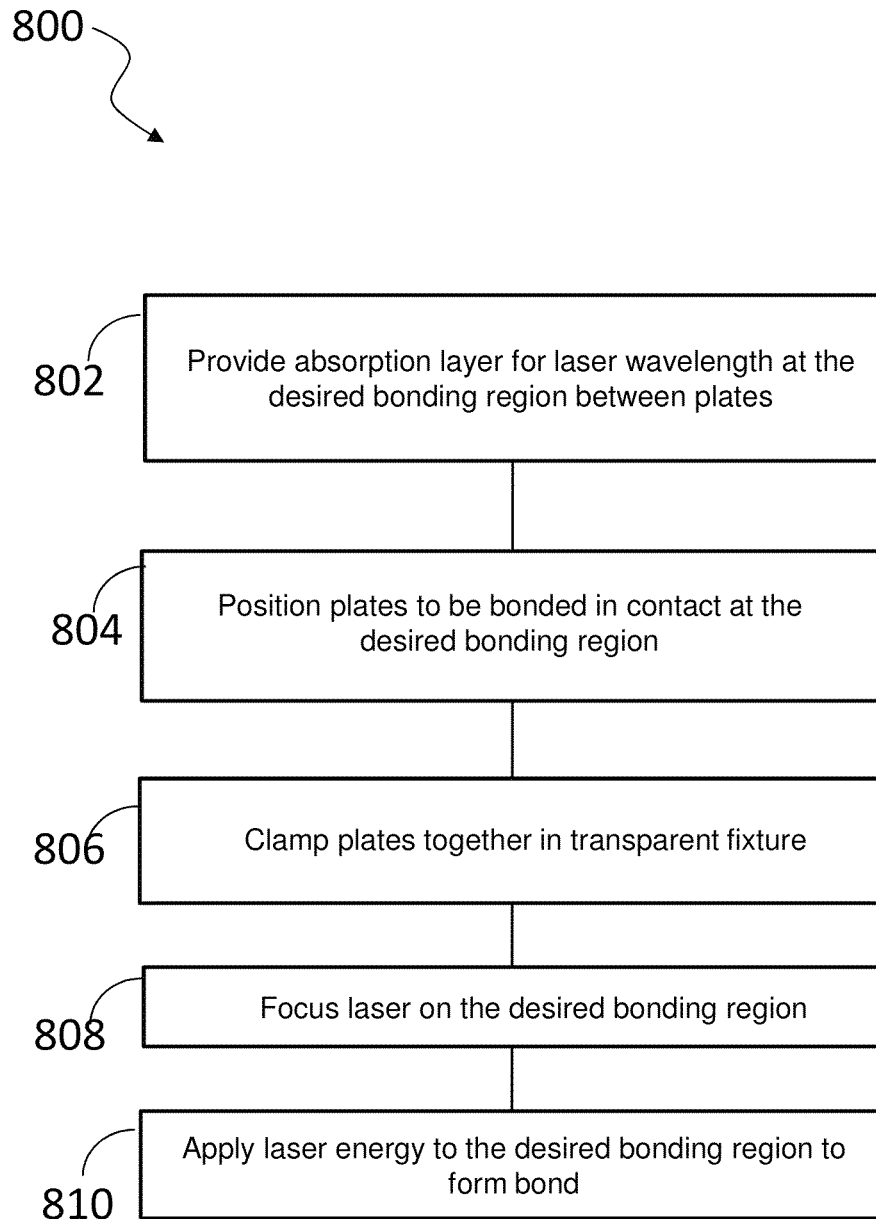 800
802
Provide absorption layer for laser wavelength at the
desired bonding region between plates
804
Position plates to be bonded in contact at the
desired bonding region
806
Clamp plates together in transparent fixture
808
Focus laser on the desired bonding region
810
Apply laser energy to the desired bonding region to
form bond